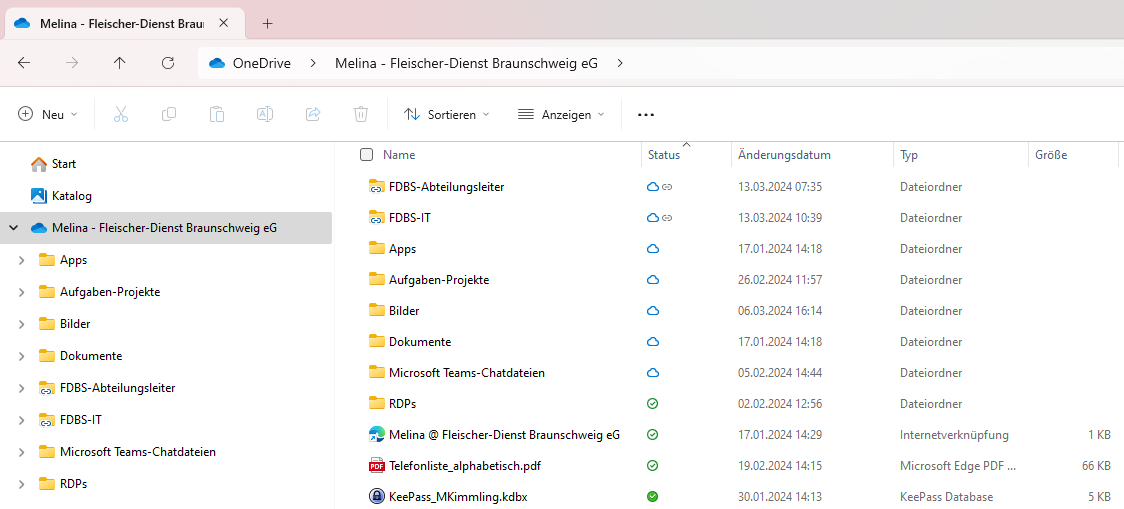 Melina - Fleischer-Dienst Braun
OneDrive > Melina - Fleischer-Dienst Braunschweig eG >
Neu Sortieren Anzeigen ...
Name Status Änderungsdatum Typ Größe
Start
Katalog
Melina - Fleischer-Dienst Braunschweig eG
Apps
Aufgaben-Projekte
Bilder
Dokumente
FDBS-Abteilungsleiter
FDBS-IT
Microsoft Teams-Chatdateien
RDPs
FDBS-Abteilungsleiter 13.03.2024 07:35 Dateiordner
FDBS-IT 13.03.2024 10:39 Dateiordner
Apps 17.01.2024 14:18 Dateiordner
Aufgaben-Projekte 26.02.2024 11:57 Dateiordner
Bilder 06.03.2024 16:14 Dateiordner
Dokumente 17.01.2024 14:18 Dateiordner
Microsoft Teams-Chatdateien 05.02.2024 14:44 Dateiordner
RDPs 02.02.2024 12:56 Dateiordner
Melina @ Fleischer-Dienst Braunschweig eG 17.01.2024 14:29 Internetverknüpfung 1 KB
PDF Telefonliste_alphabetisch.pdf 19.02.2024 14:15 Microsoft Edge PDF ... 66 KB
KeePass_MKimmling.kdbx 30.01.2024 14:13 KeePass Database 5 KB